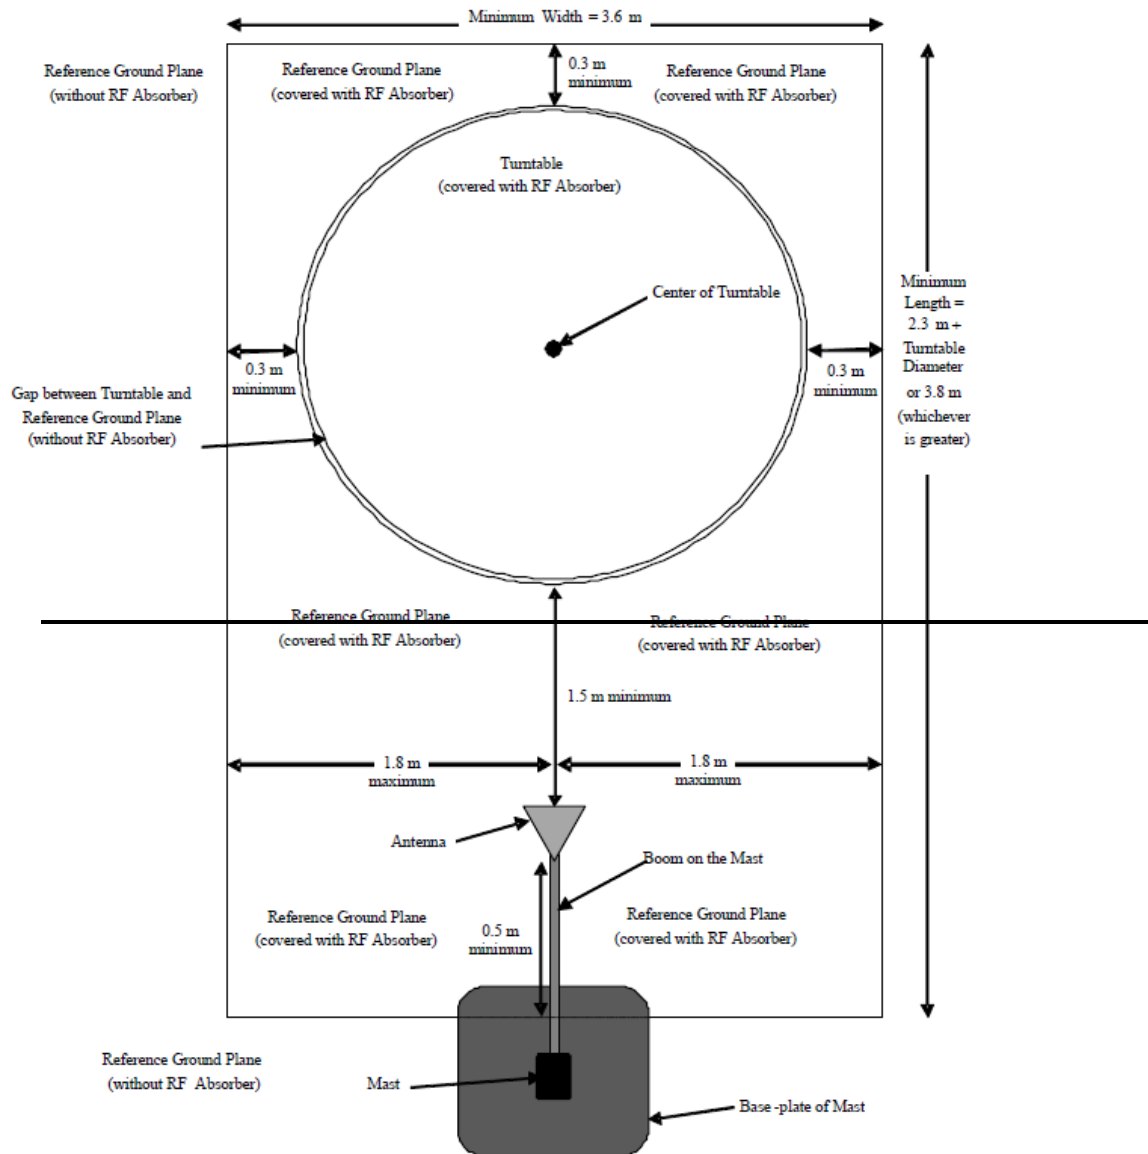 Minimum Width = 3.6 m
Reference Ground Plane
(without RF Absorber)
Reference Ground Plane
(covered with RF Absorber)
0.3 m
minimum
Reference Ground Plane
(covered with RF Absorber)
Turntable
(covered with RF Absorber)
Center of Turntable
Minimum
Length =
2.3 m +
Turntable
Diameter
or 3.8 m
(whichever
is greater)
0.3 m
minimum
0.3 m
minimum
Gap between Turntable and
Reference Ground Plane
(without RF Absorber)
Reference Ground Plane
(covered with RF Absorber)
Reference Ground Plane
(covered with RF Absorber)
1.5 m minimum
1.8 m
maximum
1.8 m
maximum
Antenna
Boom on the Mast
Reference Ground Plane
(covered with RF Absorber)
0.5 m
minimum
Reference Ground Plane
(covered with RF Absorber)
Reference Ground Plane
(without RF Absorber)
Mast
Base -plate of Mast